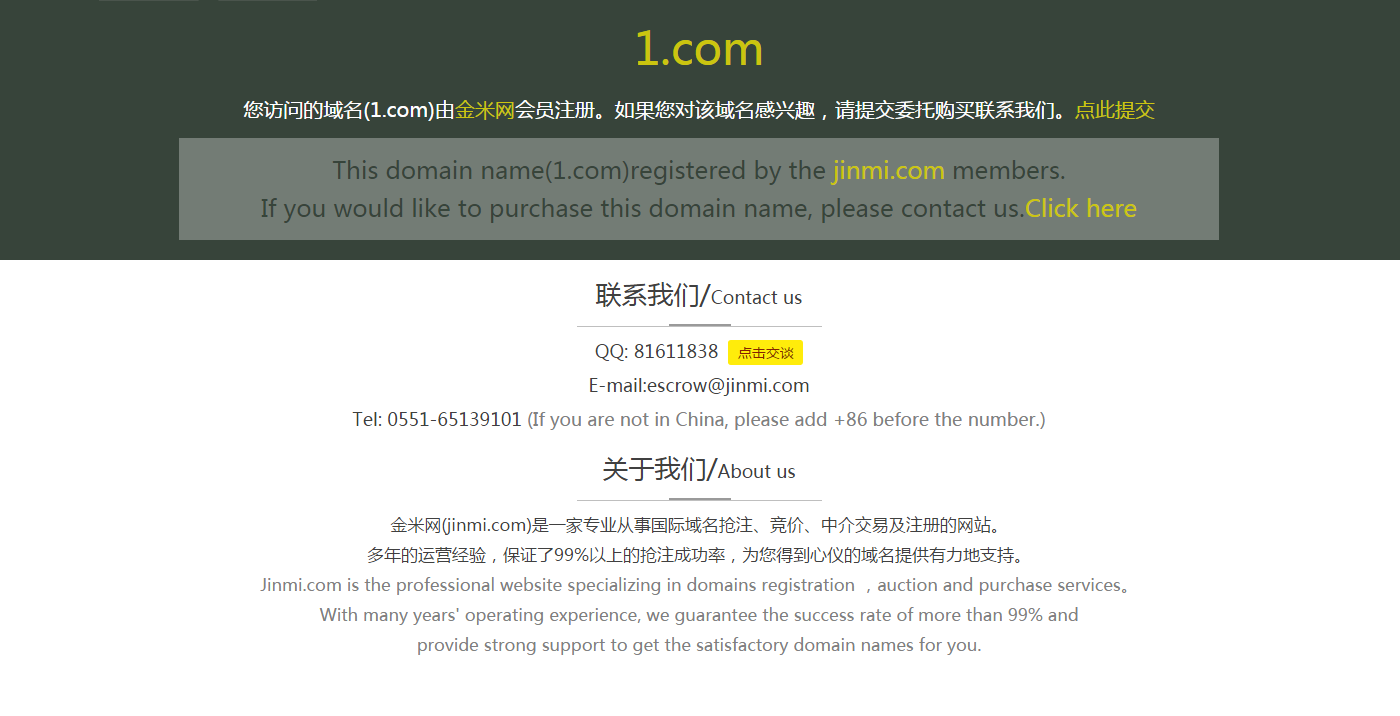 1.com
您访问的域名(1.com)由金米网会员注册。如果您对该域名感兴趣，请提交委托购买联系我们。点此提交
This domain name(1.com)registered by the jinmi.com members.
If you would like to purchase this domain name, please contact us.Click here
联系我们/Contact us
QQ: 81611838 点击交谈
E-mail:escrow@jinmi.com
Tel: 0551-65139101 (If you are not in China, please add +86 before the number.)
关于我们/About us
金米网(jinmi.com)是一家专业从事国际域名抢注、竞价、中介交易及注册的网站。
多年的运营经验，保证了99%以上的抢注成功率，为您得到心仪的域名提供有力地支持。
Jinmi.com is the professional website specializing in domains registration ，auction and purchase services。
With many years' operating experience, we guarantee the success rate of more than 99% and
provide strong support to get the satisfactory domain names for you.